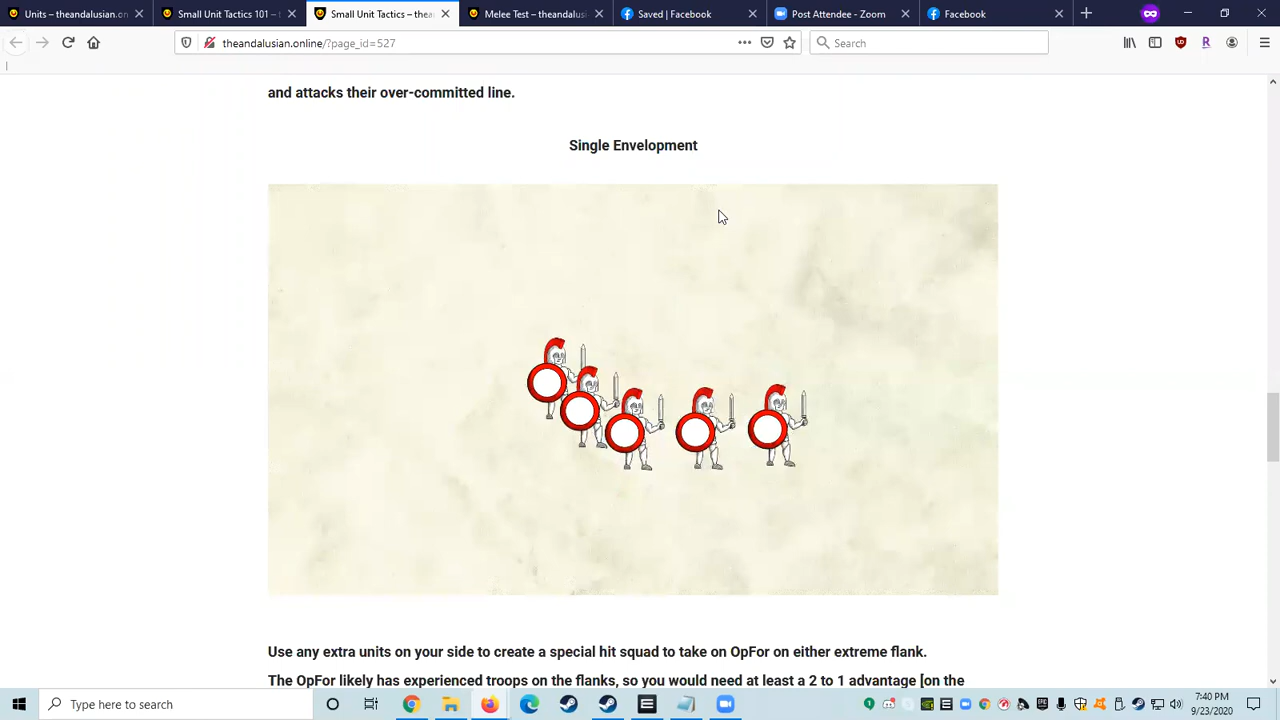 Units – theandalusian.on
Small Unit Tactics 101 – t
Small Unit Tactics – thea
Melee Test – theandalusi
Saved | Facebook
Post Attendee - Zoom
Facebook
theandalusian.online/?page_id=527
Search
and attacks their over-committed line.
Single Envelopment
Use any extra units on your side to create a special hit squad to take on OpFor on either extreme flank.
The OpFor likely has experienced troops on the flanks, so you would need at least a 2 to 1 advantage [on the
Type here to search
7:40 PM
9/23/2020